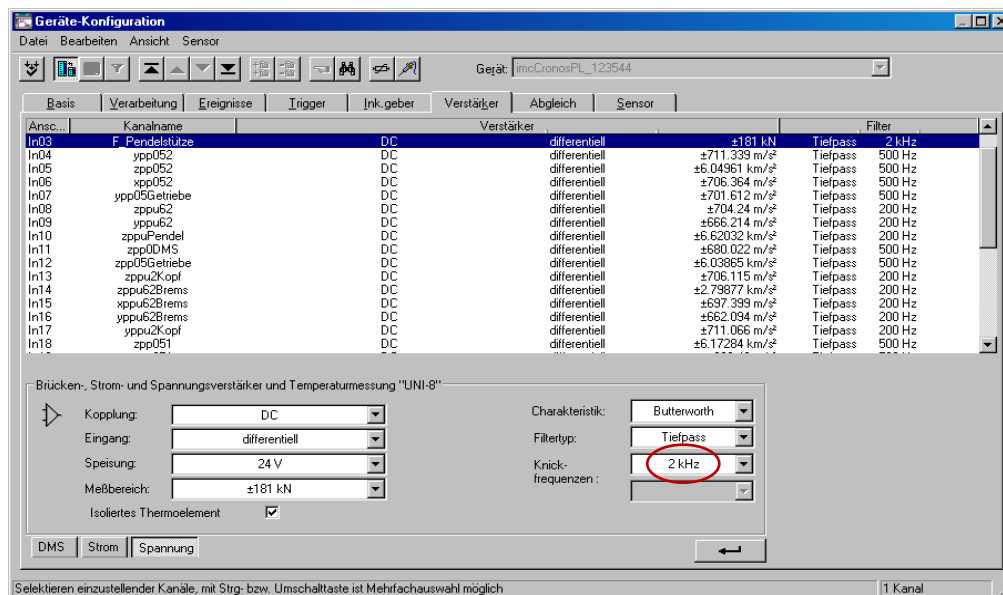 Geräte-Konfiguration
Datei Bearbeiten Ansicht Sensor
Gerät: imcCronosPL_123544
Basis Verarbeitung Ereignisse Trigger Ink.geber Verstärker Abgleich Sensor
Ansc... Kanalname Verstärker Filter
In03 F_Pendelstütze DC differentiell ±181 kN Tiefpass 2 kHz
In04 ypp052 DC differentiell ±711.339 m/s² Tiefpass 500 Hz
In05 zpp052 DC differentiell ±6.04961 km/s² Tiefpass 500 Hz
In06 xpp052 DC differentiell ±706.364 m/s² Tiefpass 500 Hz
In07 ypp05Getriebe DC differentiell ±701.612 m/s² Tiefpass 500 Hz
In08 zppu62 DC differentiell ±704.24 m/s² Tiefpass 200 Hz
In09 yppu62 DC differentiell ±666.214 m/s² Tiefpass 200 Hz
In10 zppuPendel DC differentiell ±6.62032 km/s² Tiefpass 200 Hz
In11 zpp0DMS DC differentiell ±680.022 m/s² Tiefpass 500 Hz
In12 zpp05Getriebe DC differentiell ±6.03865 km/s² Tiefpass 500 Hz
In13 zppu2Kopf DC differentiell ±706.115 m/s² Tiefpass 200 Hz
In14 zppu62Brems DC differentiell ±2.79877 km/s² Tiefpass 200 Hz
In15 xppu62Brems DC differentiell ±697.399 m/s² Tiefpass 200 Hz
In16 yppu62Brems DC differentiell ±662.094 m/s² Tiefpass 200 Hz
In17 yppu2Kopf DC differentiell ±711.066 m/s² Tiefpass 200 Hz
In18 zpp051 DC differentiell ±6.17284 km/s² Tiefpass 500 Hz
Brücken-, Strom- und Spannungsverstärker und Temperaturmessung "UNI-8"
Kopplung: DC Charakteristik: Butterworth
Eingang: differentiell Filtertyp: Tiefpass
Speisung: 24 V Knick-frequenzen : 2 kHz
Meßbereich: ±181 kN
Isoliertes Thermoelement
DMS Strom Spannung
Selektieren einzustellender Kanäle, mit Strg- bzw. Umschalttaste ist Mehrfachauswahl möglich 1 Kanal